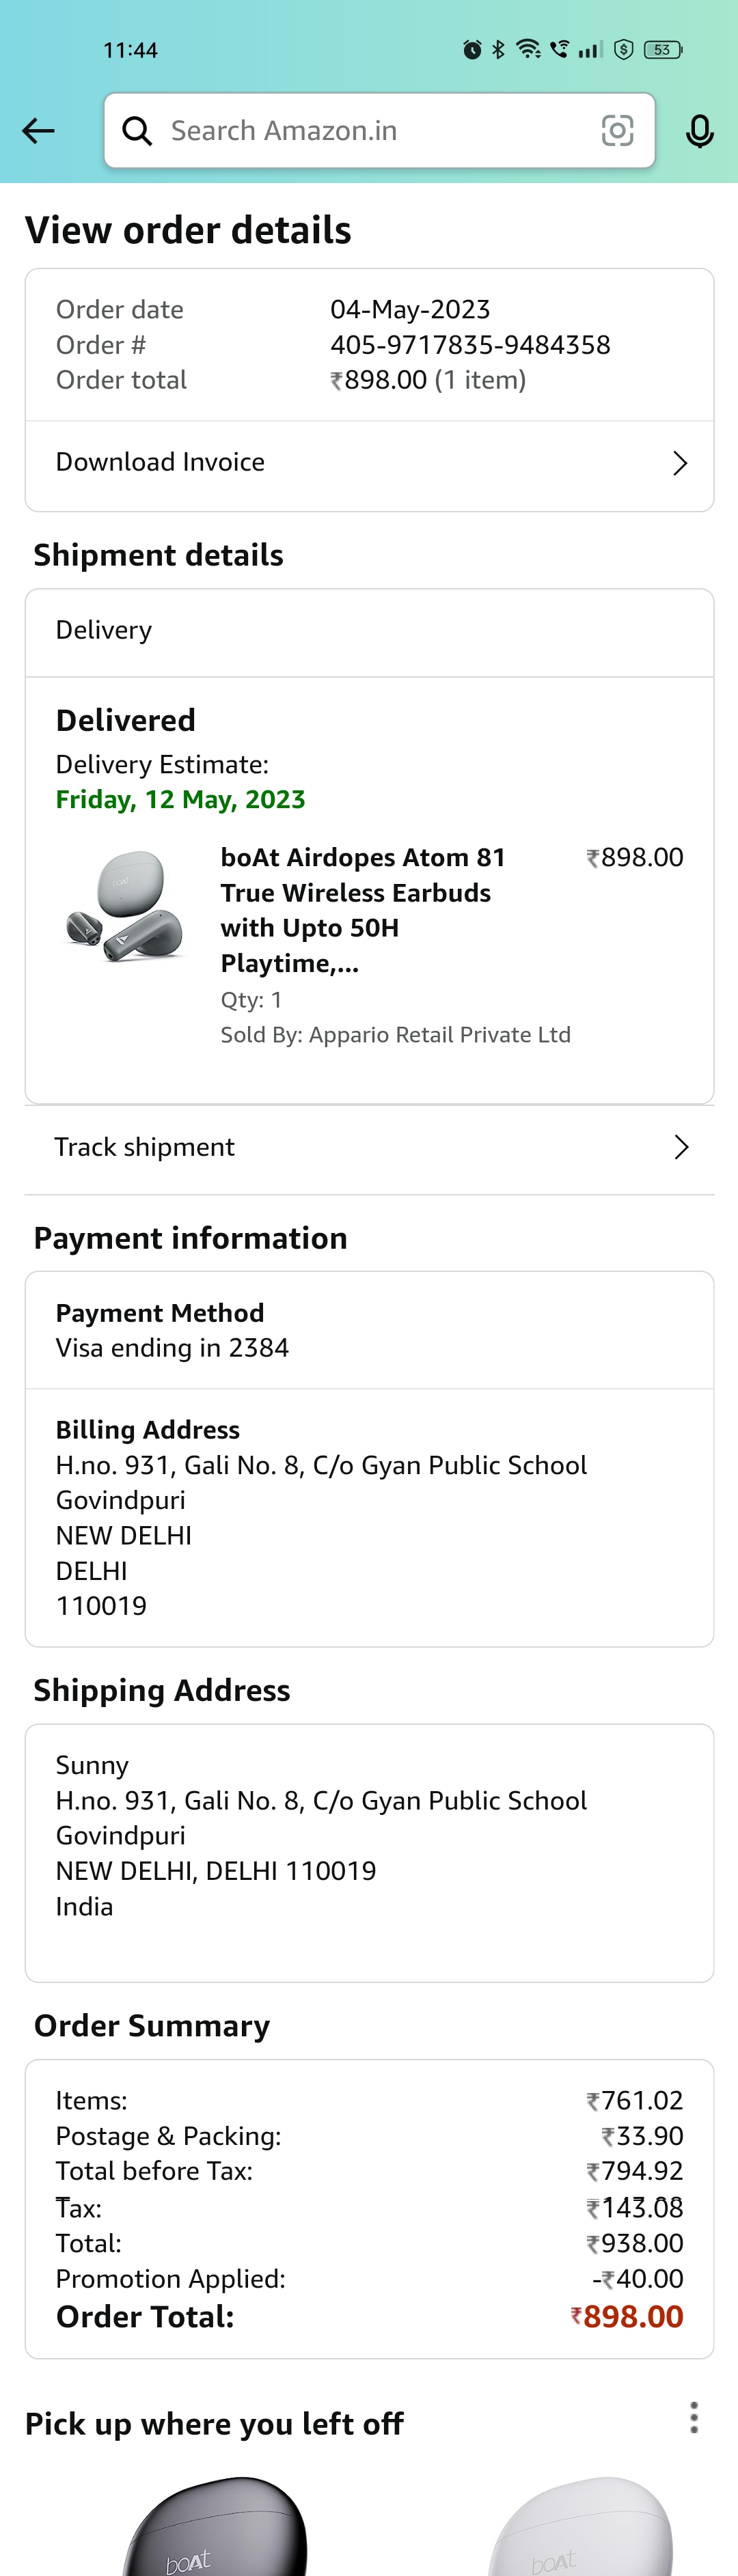 11:44
53
Search Amazon.in
View order details
Order date 04-May-2023
Order # 405-9717835-9484358
Order total ₹898.00 (1 item)
Download Invoice
Shipment details
Delivery
Delivered
Delivery Estimate:
Friday, 12 May, 2023
boAt Airdopes Atom 81 ₹898.00
True Wireless Earbuds
with Upto 50H
Playtime,...
Qty: 1
Sold By: Appario Retail Private Ltd
Track shipment
Payment information
Payment Method
Visa ending in 2384
Billing Address
H.no. 931, Gali No. 8, C/o Gyan Public School
Govindpuri
NEW DELHI
DELHI
110019
Shipping Address
Sunny
H.no. 931, Gali No. 8, C/o Gyan Public School
Govindpuri
NEW DELHI, DELHI 110019
India
Order Summary
Items: ₹761.02
Postage & Packing: ₹33.90
Total before Tax: ₹794.92
Tax: ₹143.08
Total: ₹938.00
Promotion Applied: -₹40.00
Order Total: ₹898.00
Pick up where you left off
boAt boAt